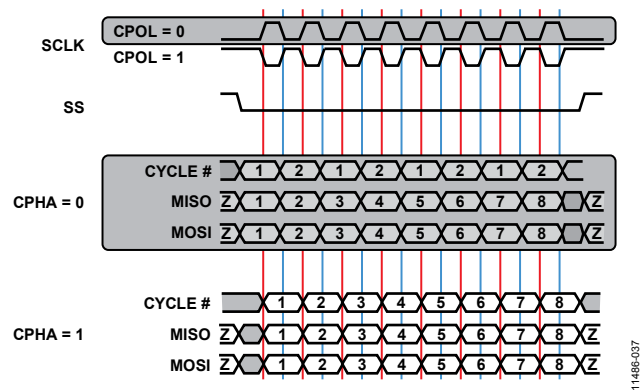 CPOL = 0
SCLK
CPOL = 1
SS
CYCLE # 1 2 1 2 1 2 1 2
CPHA = 0 MISO Z 1 2 3 4 5 6 7 8 Z
MOSI Z 1 2 3 4 5 6 7 8 Z
CYCLE # 1 2 3 4 5 6 7 8
CPHA = 1 MISO Z 1 2 3 4 5 6 7 8 Z
MOSI Z 1 2 3 4 5 6 7 8 Z
11486-037